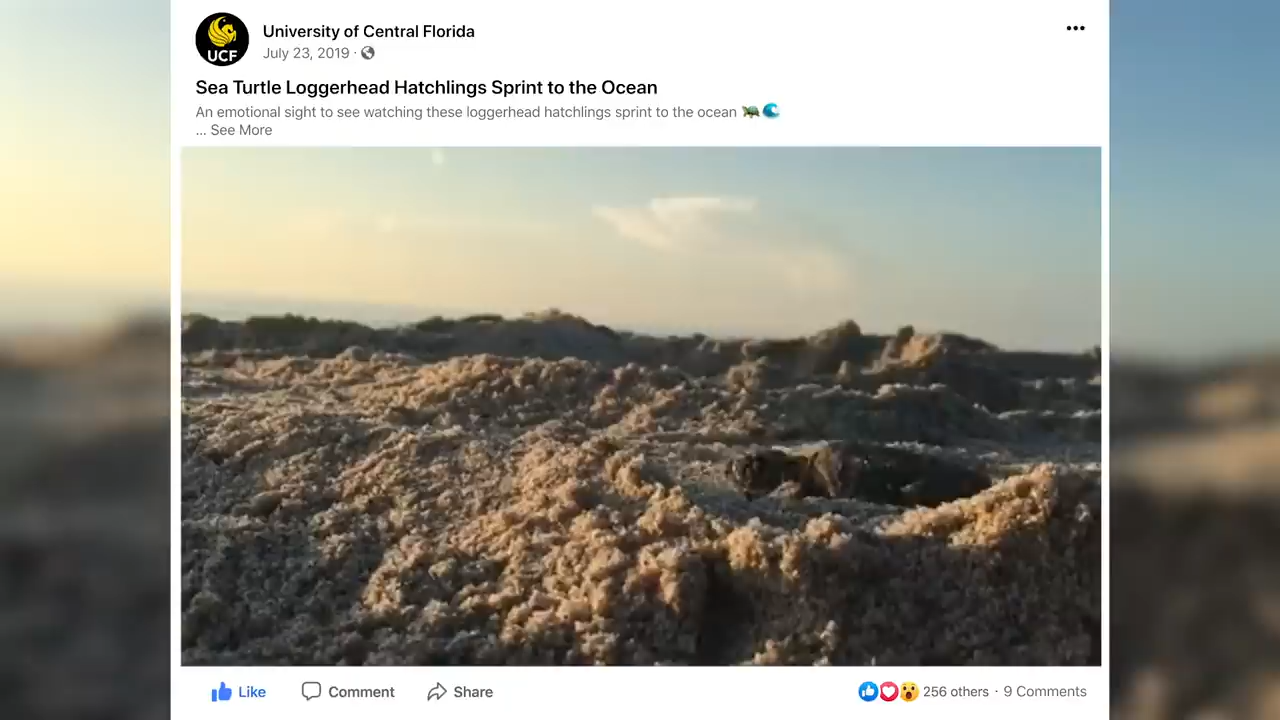 UCF
University of Central Florida
July 23, 2019 ·
Sea Turtle Loggerhead Hatchlings Sprint to the Ocean
An emotional sight to see watching these loggerhead hatchlings sprint to the ocean 🐢🌊
... See More
Like Comment Share 256 others · 9 Comments